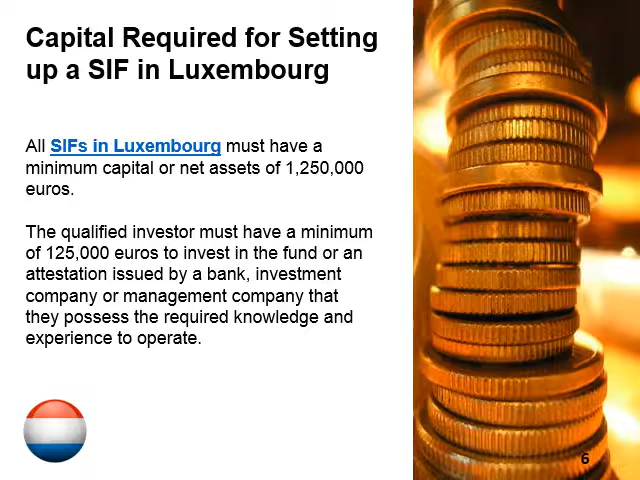 Capital Required for Setting
up a SIF in Luxembourg
All SIFs in Luxembourg must have a
minimum capital or net assets of 1,250,000
euros.
The qualified investor must have a minimum
of 125,000 euros to invest in the fund or an
attestation issued by a bank, investment
company or management company that
they possess the required knowledge and
experience to operate.
6